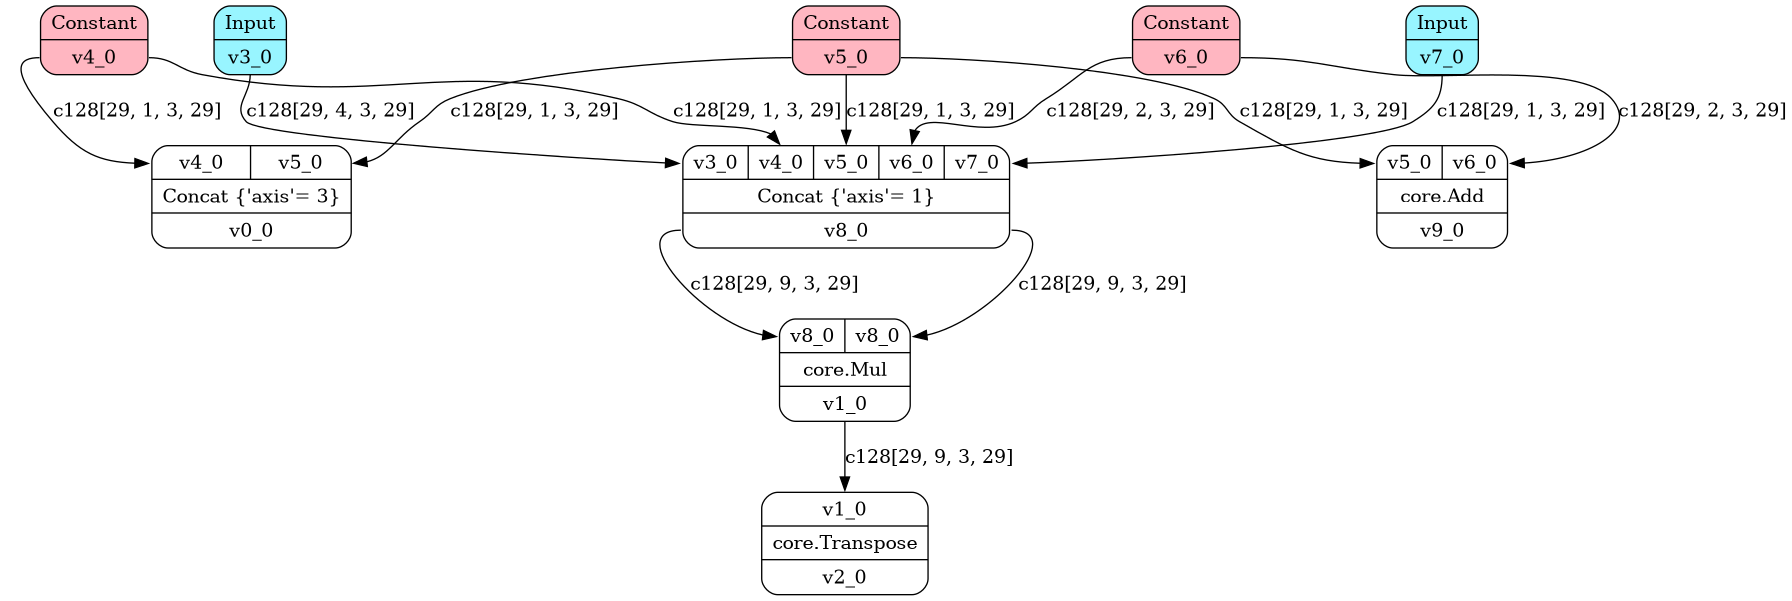 Constant
v4_0
Input
v3_0
Constant
v5_0
Constant
v6_0
Input
v7_0
c128[29, 1, 3, 29]
c128[29, 4, 3, 29]
c128[29, 1, 3, 29]
c128[29, 1, 3, 29]
c128[29, 1, 3, 29]
c128[29, 2, 3, 29]
c128[29, 1, 3, 29]
c128[29, 1, 3, 29]
c128[29, 2, 3, 29]
v4_0 v5_0
Concat {'axis'= 3}
v0_0
v3_0 v4_0 v5_0 v6_0 v7_0
Concat {'axis'= 1}
v8_0
v5_0 v6_0
core.Add
v9_0
c128[29, 9, 3, 29]
c128[29, 9, 3, 29]
v8_0 v8_0
core.Mul
v1_0
c128[29, 9, 3, 29]
v1_0
core.Transpose
v2_0